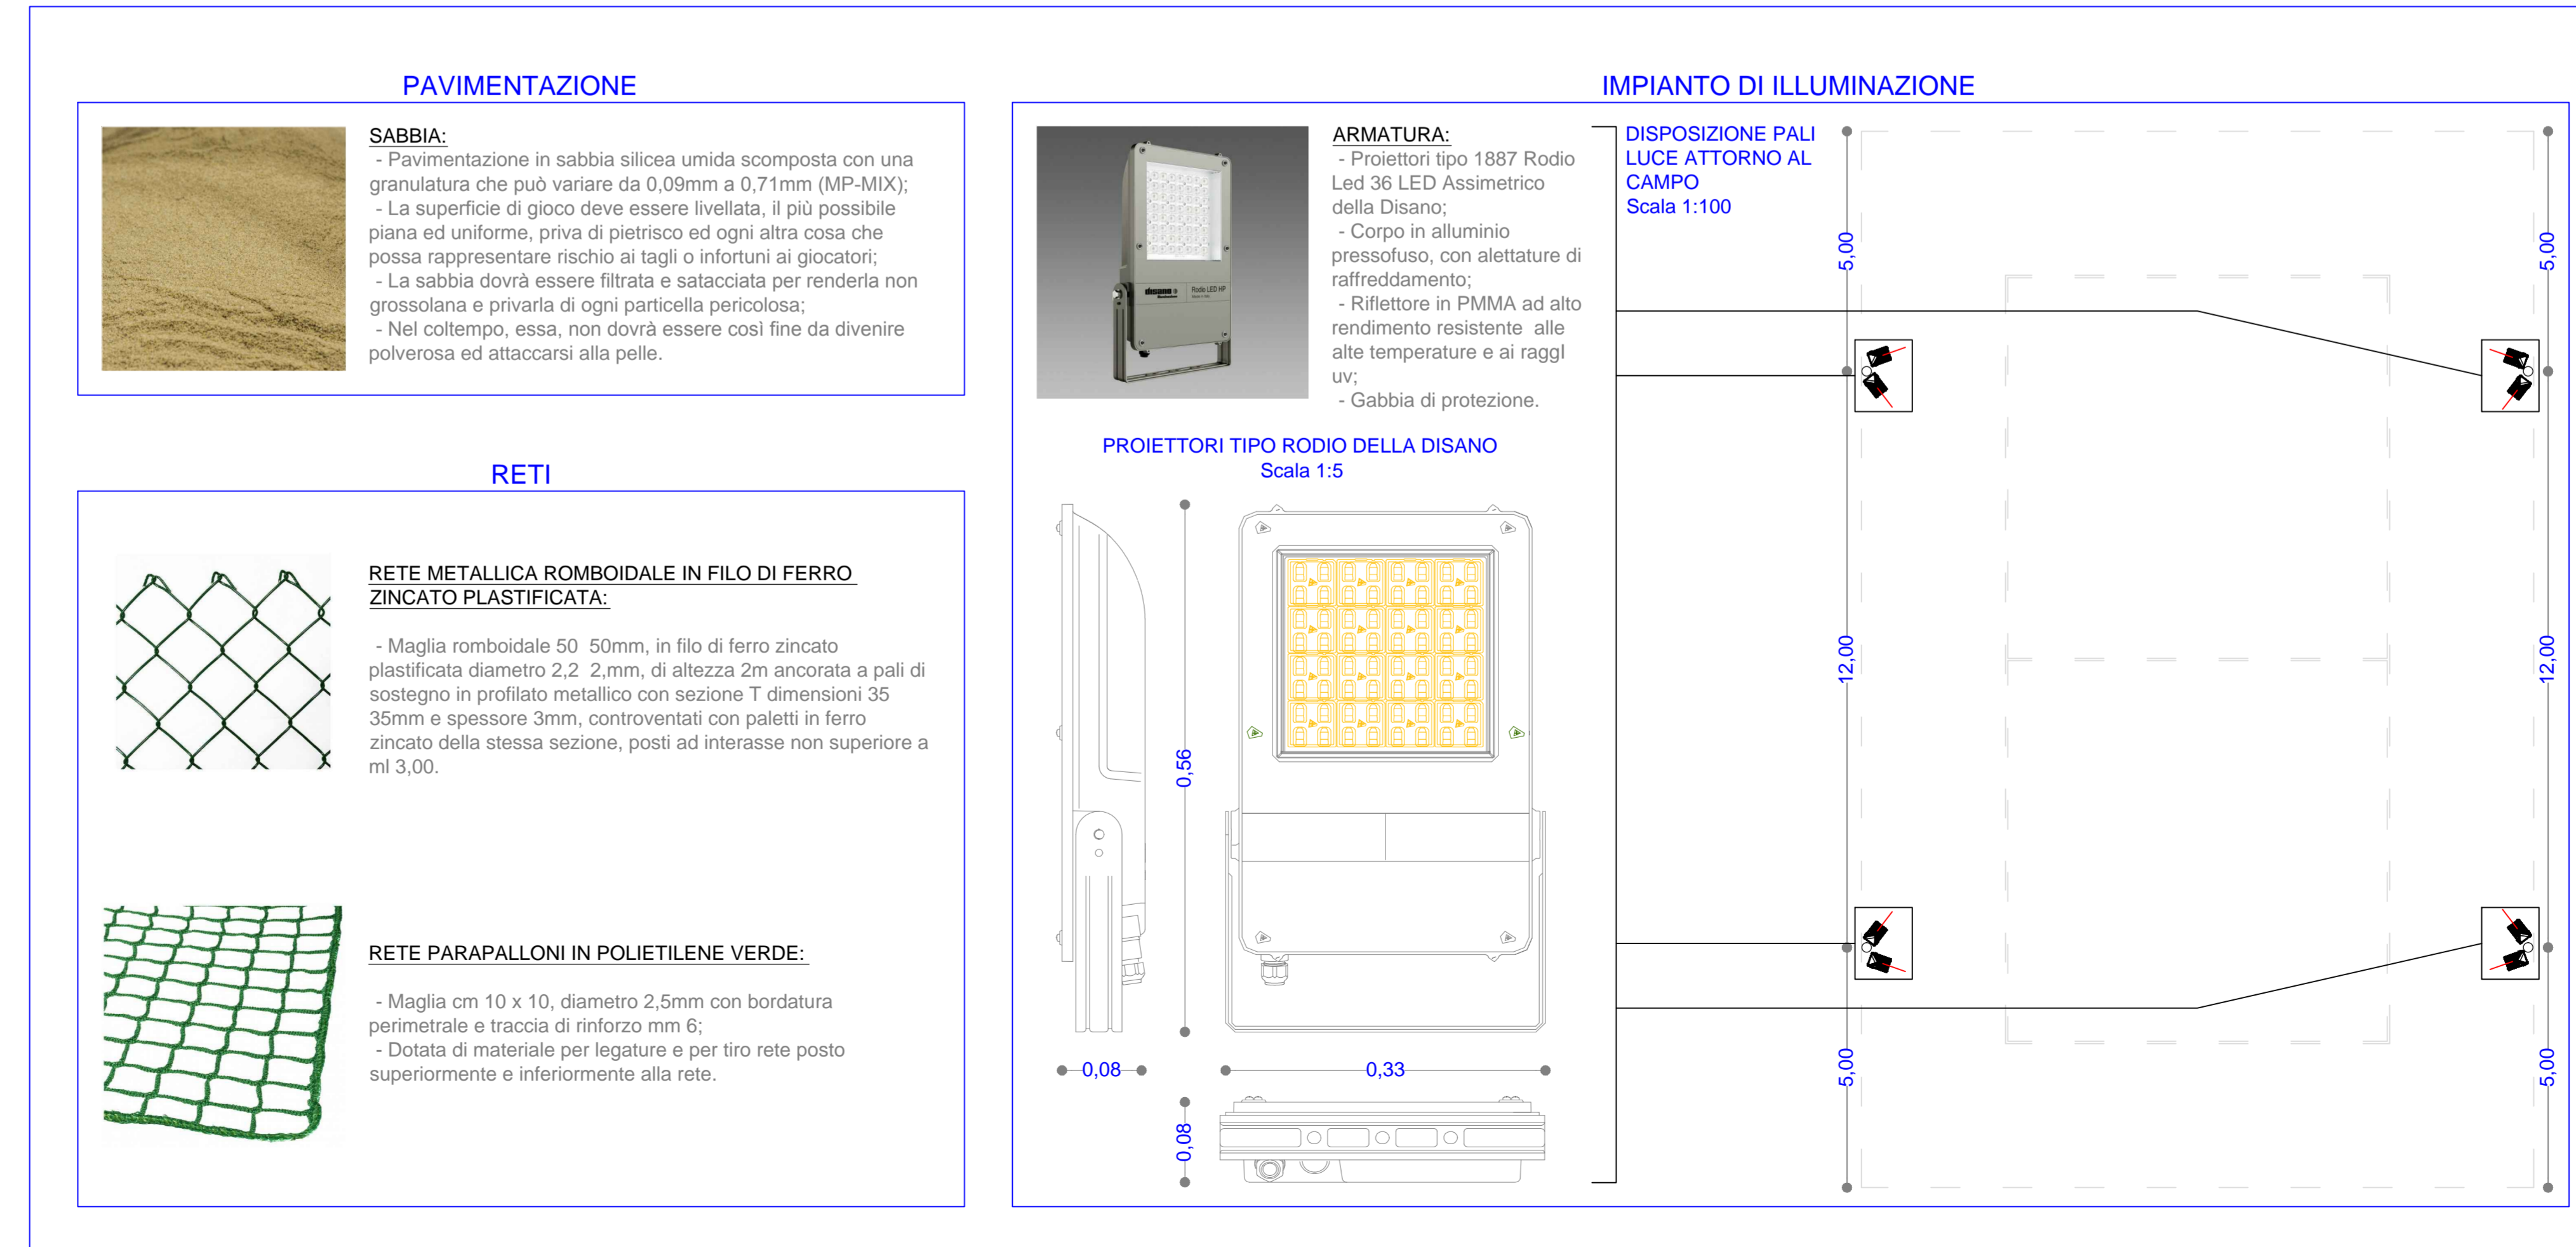 PAVIMENTAZIONE
SABBIA:
- Pavimentazione in sabbia silicea umida scomposta con una
granulatura che può variare da 0,09mm a 0,71mm (MP-MIX);
- La superficie di gioco deve essere livellata, il più possibile
piana ed uniforme, priva di pietrisco ed ogni altra cosa che
possa rappresentare rischio ai tagli o infortuni ai giocatori;
- La sabbia dovrà essere filtrata e satacciata per renderla non
grossolana e privarla di ogni particella pericolosa;
- Nel coltempo, essa, non dovrà essere così fine da divenire
polverosa ed attaccarsi alla pelle.
RETI
RETE METALLICA ROMBOIDALE IN FILO DI FERRO
ZINCATO PLASTIFICATA:
- Maglia romboidale 50 50mm, in filo di ferro zincato
plastificata diametro 2,2 2,mm, di altezza 2m ancorata a pali di
sostegno in profilato metallico con sezione T dimensioni 35
35mm e spessore 3mm, controventati con paletti in ferro
zincato della stessa sezione, posti ad interasse non superiore a
ml 3,00.
RETE PARAPALLONI IN POLIETILENE VERDE:
- Maglia cm 10 x 10, diametro 2,5mm con bordatura
perimetrale e traccia di rinforzo mm 6;
- Dotata di materiale per legature e per tiro rete posto
superiormente e inferiormente alla rete.
IMPIANTO DI ILLUMINAZIONE
disano
Rodio LED HP
ARMATURA:
- Proiettori tipo 1887 Rodio
Led 36 LED Assimetrico
della Disano;
- Corpo in alluminio
pressofuso, con alettature di
raffreddamento;
- Riflettore in PMMA ad alto
rendimento resistente alle
alte temperature e ai raggI
uv;
- Gabbia di protezione.
PROIETTORI TIPO RODIO DELLA DISANO
Scala 1:5
0,56
0,08
0,33
0,08
DISPOSIZIONE PALI
LUCE ATTORNO AL
CAMPO
Scala 1:100
5,00
12,00
5,00
5,00
12,00
5,00